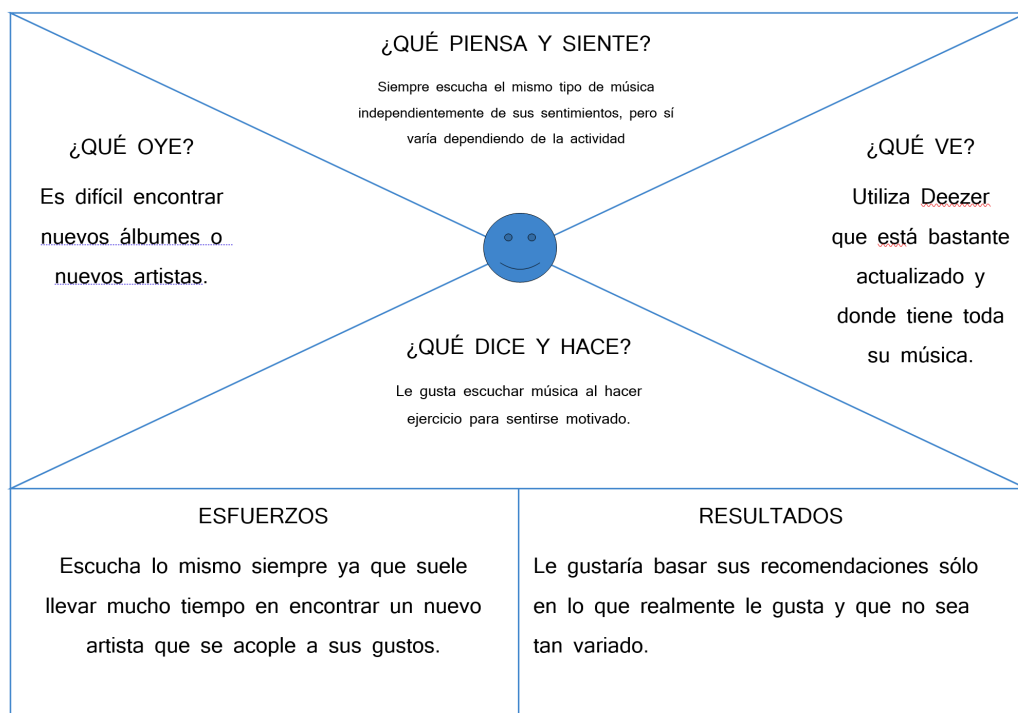 ¿QUÉ PIENSA Y SIENTE?
Siempre escucha el mismo tipo de música
independientemente de sus sentimientos, pero sí
varía dependiendo de la actividad
¿QUÉ OYE?
Es difícil encontrar
nuevos álbumes o
nuevos artistas.
¿QUÉ VE?
Utiliza Deezer
que está bastante
actualizado y
donde tiene toda
su música.
¿QUÉ DICE Y HACE?
Le gusta escuchar música al hacer
ejercicio para sentirse motivado.
ESFUERZOS
Escucha lo mismo siempre ya que suele
llevar mucho tiempo en encontrar un nuevo
artista que se acople a sus gustos.
RESULTADOS
Le gustaría basar sus recomendaciones sólo
en lo que realmente le gusta y que no sea
tan variado.